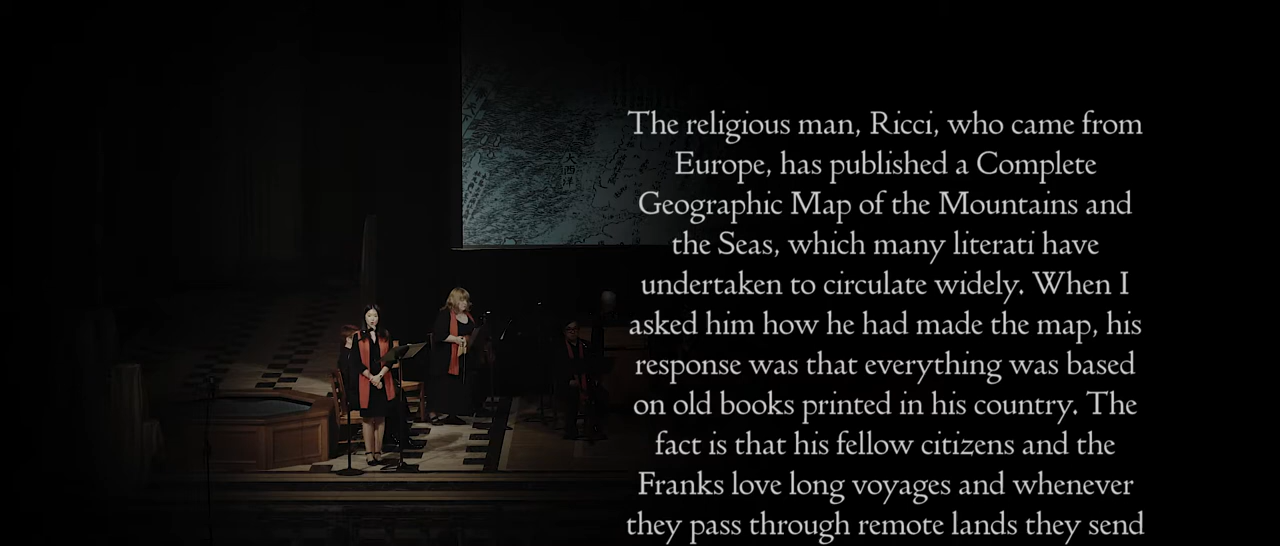 大西洋
The religious man, Ricci, who came from
Europe, has published a Complete
Geographic Map of the Mountains and
the Seas, which many literati have
undertaken to circulate widely. When I
asked him how he had made the map, his
response was that everything was based
on old books printed in his country. The
fact is that his fellow citizens and the
Franks love long voyages and whenever
they pass through remote lands they send